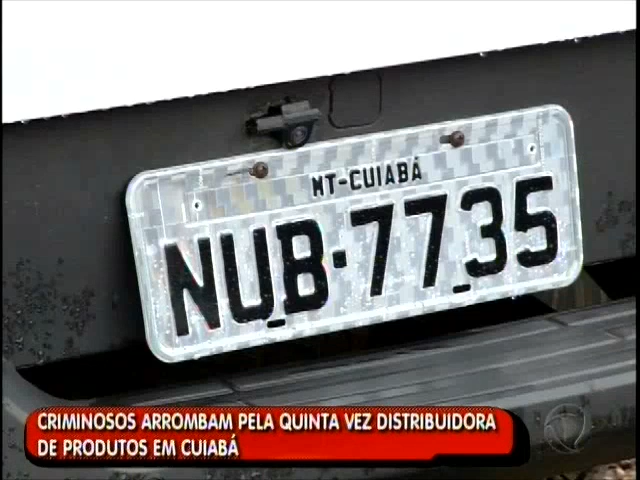 MT-CUIABÁ
NUB·7735
CRIMINOSOS ARROMBAM PELA QUINTA VEZ DISTRIBUIDORA
DE PRODUTOS EM CUIABÁ